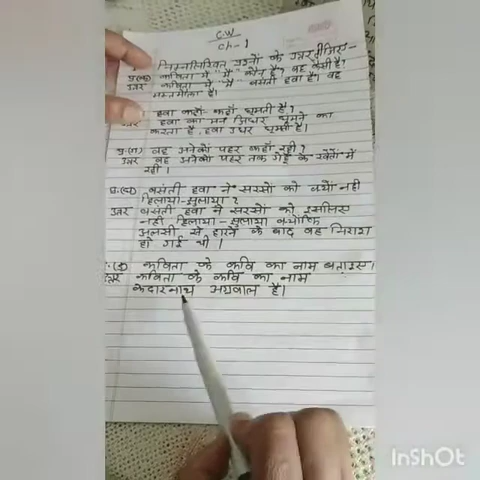 C.W
Ch-1
निम्नलिखित प्रश्नों के उत्तर दीजिए-
प्र:(क) कविता में "मैं" कौन है? वह कैसी है?
उत्तर कविता में "मैं" बसंती हवा है। वह
मस्तमौला है।
हवा कहाँ-कहाँ घूमती है?
उत्तर हवा का मन जिधर घूमने का
करता है, हवा उधर घूमती है।
प्र:(ग) वह अनेकों पहर कहाँ रही?
उत्तर वह अनेकों पहर तक गेहूँ के खेतों में
रही।
प्र:(घ) बसंती हवा ने सरसों को क्यों नहीं
हिलाया-झुलाया?
उत्तर बसंती हवा ने सरसों को इसलिए
नहीं हिलाया-झुलाया क्योंकि
अलसी से हारने के बाद वह निराश
हो गई थी।
प्र:(ङ) कविता के कवि का नाम बताइए।
उत्तर कविता के कवि का नाम
केदारनाथ अग्रवाल है।
InShOt